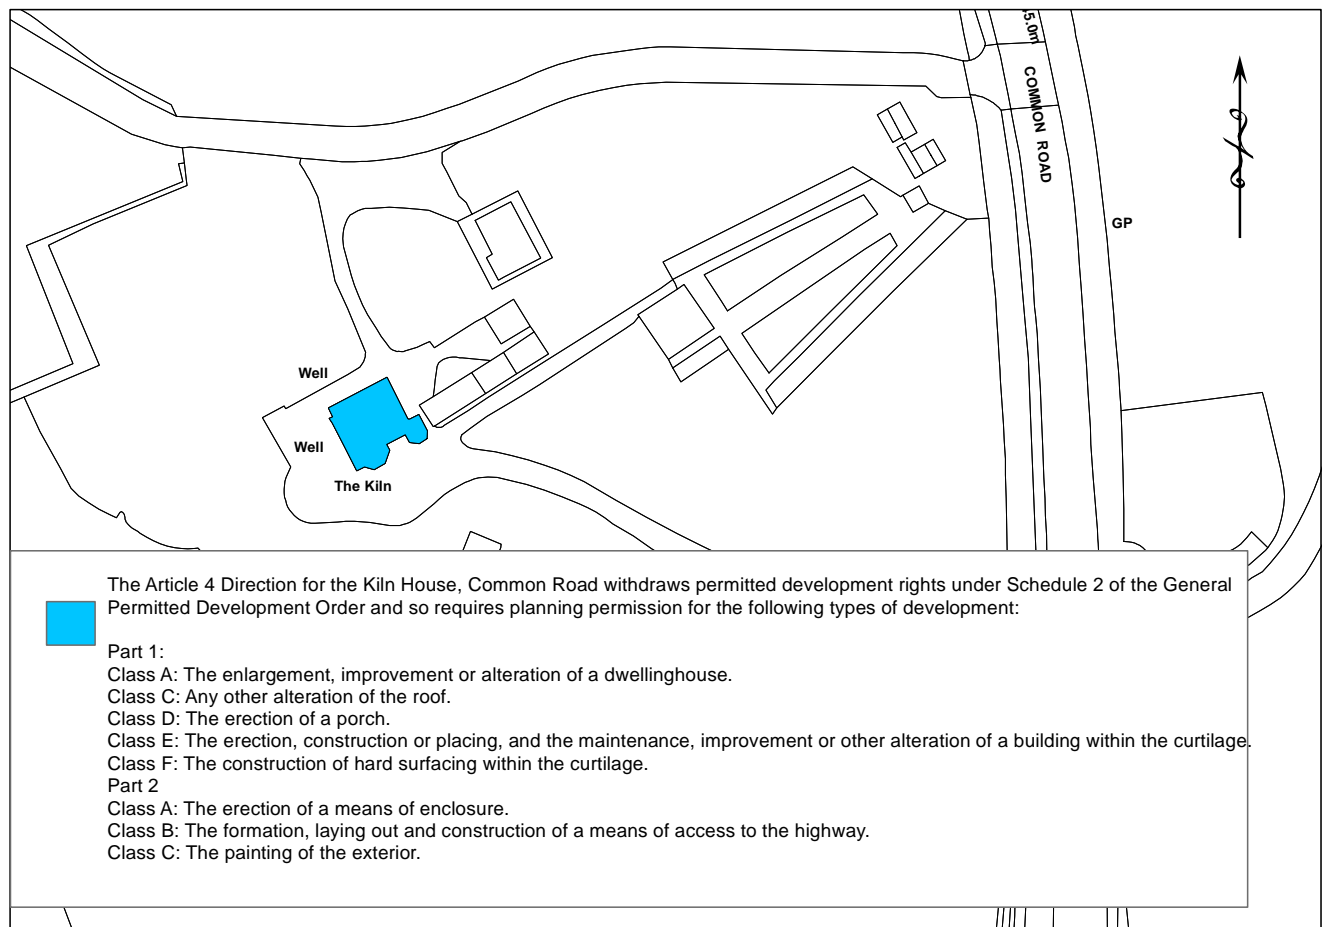 5.0m
COMMON ROAD
GP
Well
Well
The Kiln
The Article 4 Direction for the Kiln House, Common Road withdraws permitted development rights under Schedule 2 of the General
Permitted Development Order and so requires planning permission for the following types of development:
Part 1:
Class A: The enlargement, improvement or alteration of a dwellinghouse.
Class C: Any other alteration of the roof.
Class D: The erection of a porch.
Class E: The erection, construction or placing, and the maintenance, improvement or other alteration of a building within the curtilage.
Class F: The construction of hard surfacing within the curtilage.
Part 2
Class A: The erection of a means of enclosure.
Class B: The formation, laying out and construction of a means of access to the highway.
Class C: The painting of the exterior.